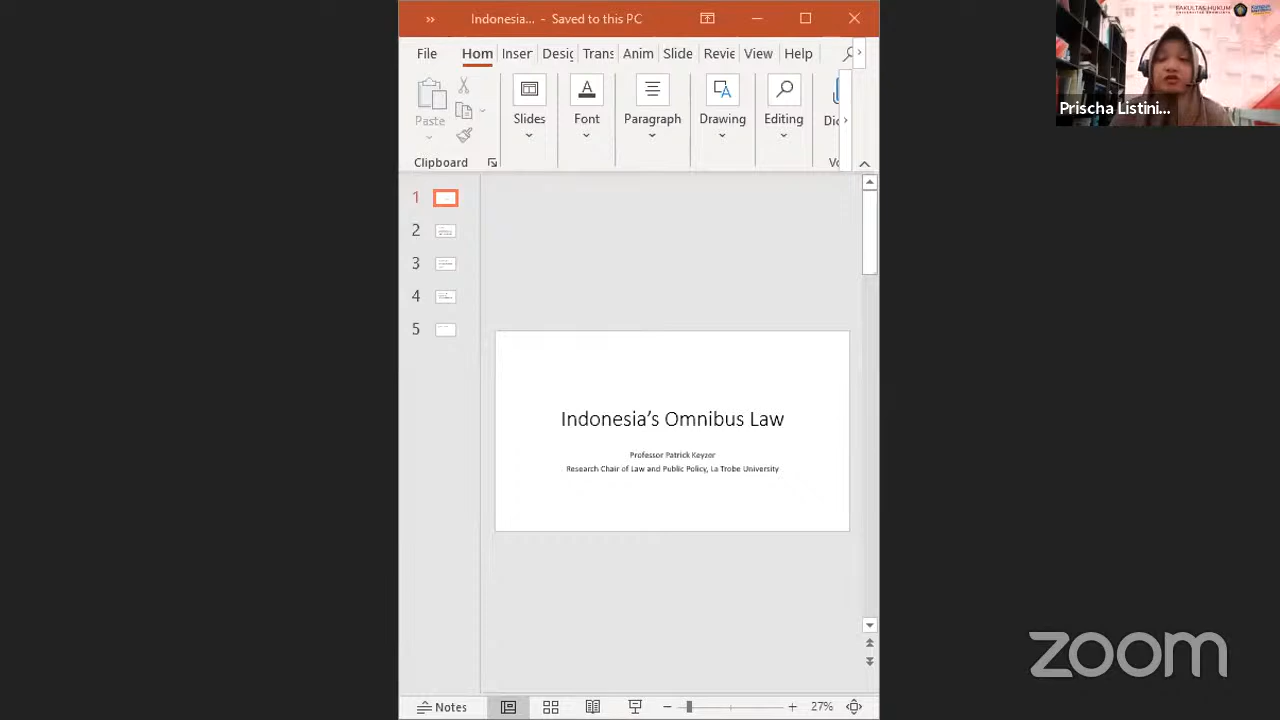 Indonesia... - Saved to this PC
File Hom Inser Desig Trans Anim Slide Revie View Help
Paste
Slides Font Paragraph Drawing Editing Dic
Clipboard
1
2
3
4
5
Indonesia's Omnibus Law
Professor Patrick Keyzer
Research Chair of Law and Public Policy, La Trobe University
Notes 27%
FAKULTAS HUKUM
Prischa Listini...
zoom